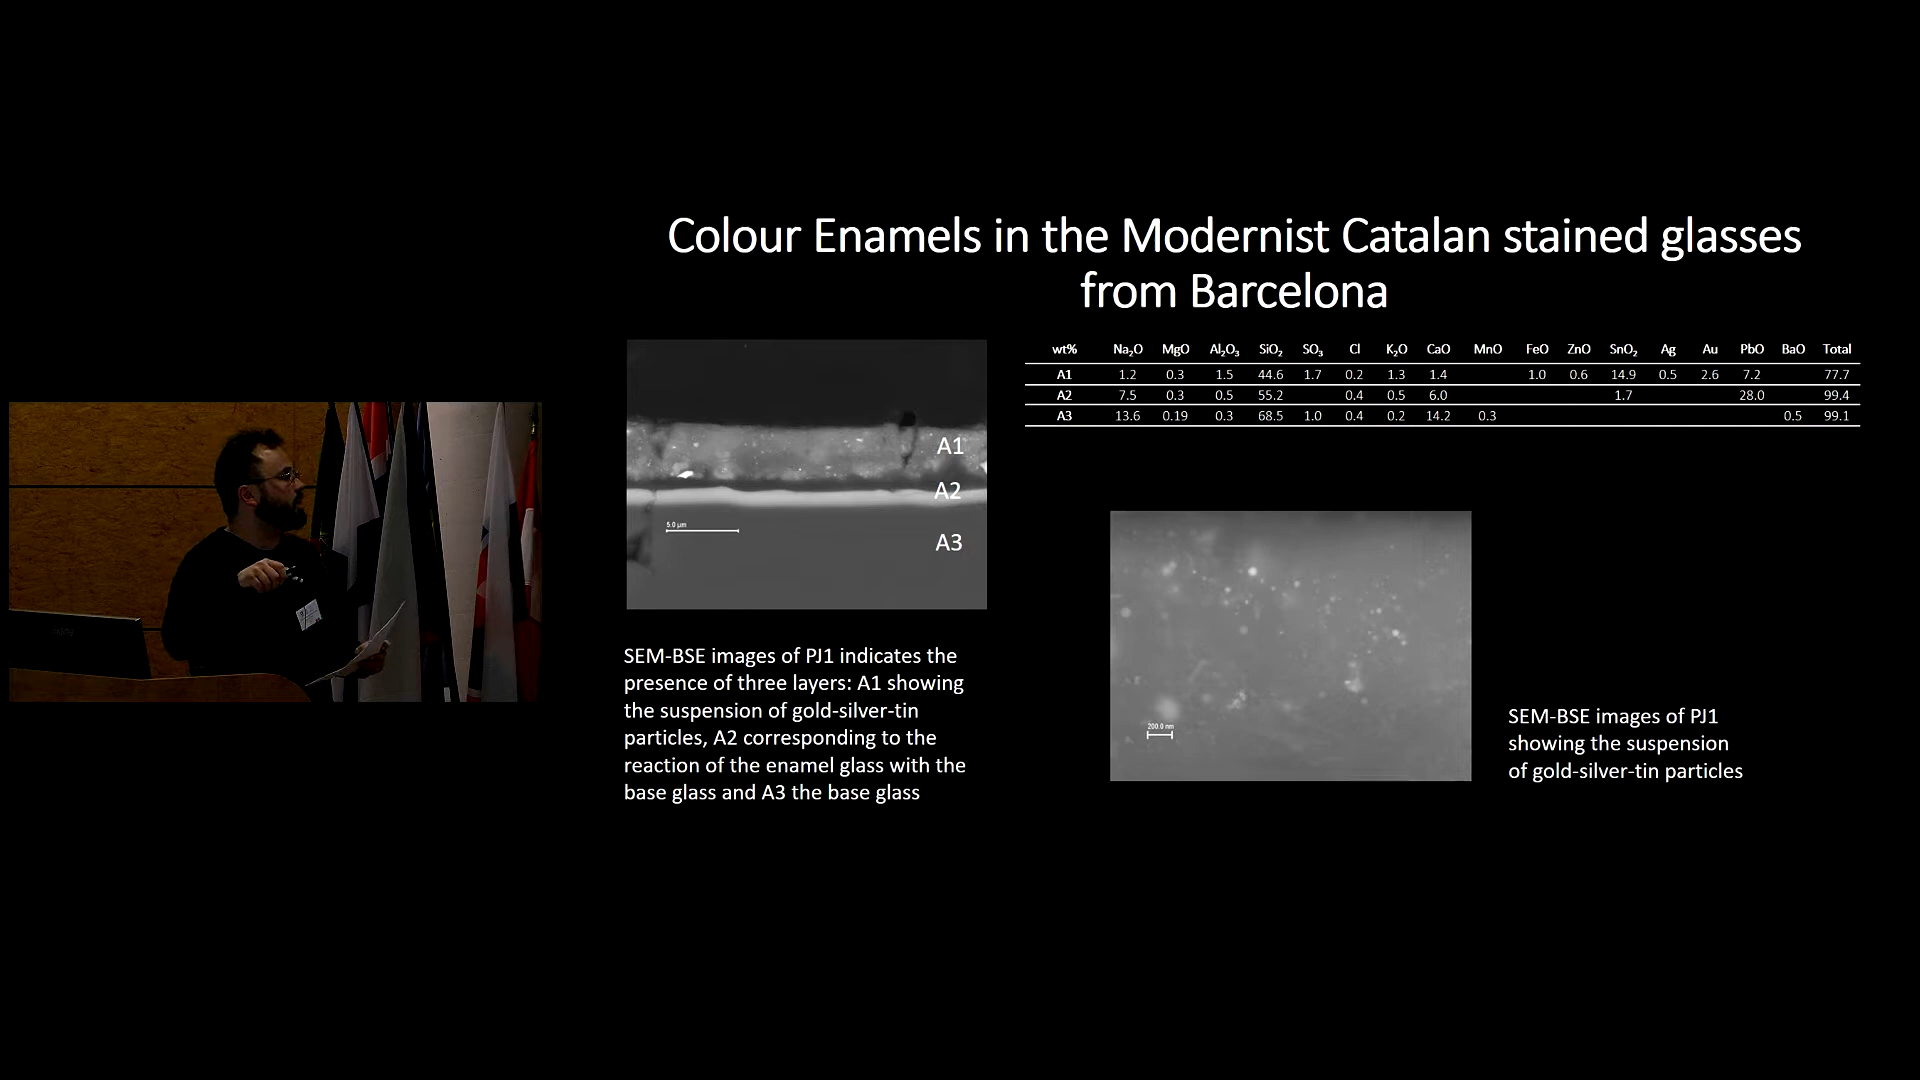 Colour Enamels in the Modernist Catalan stained glasses
from Barcelona
wt% Na₂O MgO Al₂O₃ SiO₂ SO₃ Cl K₂O CaO MnO FeO ZnO SnO₂ Ag Au PbO BaO Total
A1 1.2 0.3 1.5 44.6 1.7 0.2 1.3 1.4 1.0 0.6 14.9 0.5 2.6 7.2 77.7
A2 7.5 0.3 0.5 55.2 0.4 0.5 6.0 1.7 28.0 99.4
A3 13.6 0.19 0.3 68.5 1.0 0.4 0.2 14.2 0.3 0.5 99.1
A1
A2
5.0 µm
A3
SEM-BSE images of PJ1 indicates the
presence of three layers: A1 showing
the suspension of gold-silver-tin
particles, A2 corresponding to the
reaction of the enamel glass with the
base glass and A3 the base glass
200.0 nm
SEM-BSE images of PJ1
showing the suspension
of gold-silver-tin particles